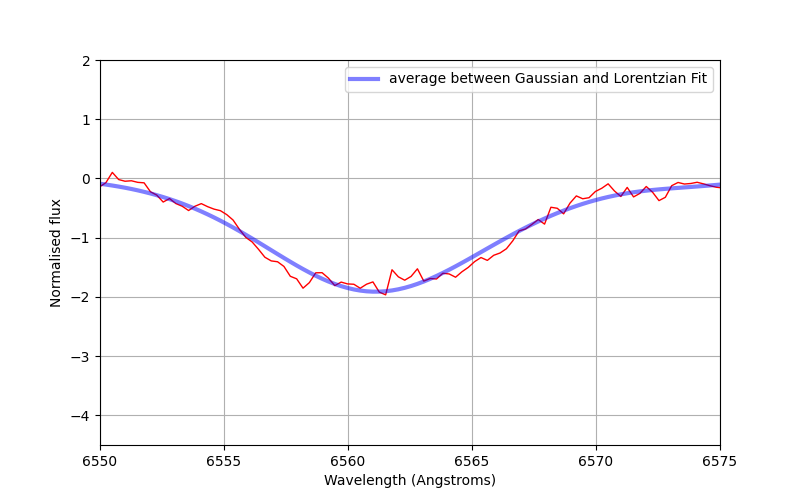 average between Gaussian and Lorentzian Fit
2
1
0
−1
−2
−3
−4
Normalised flux
6550 6555 6560 6565 6570 6575
Wavelength (Angstroms)